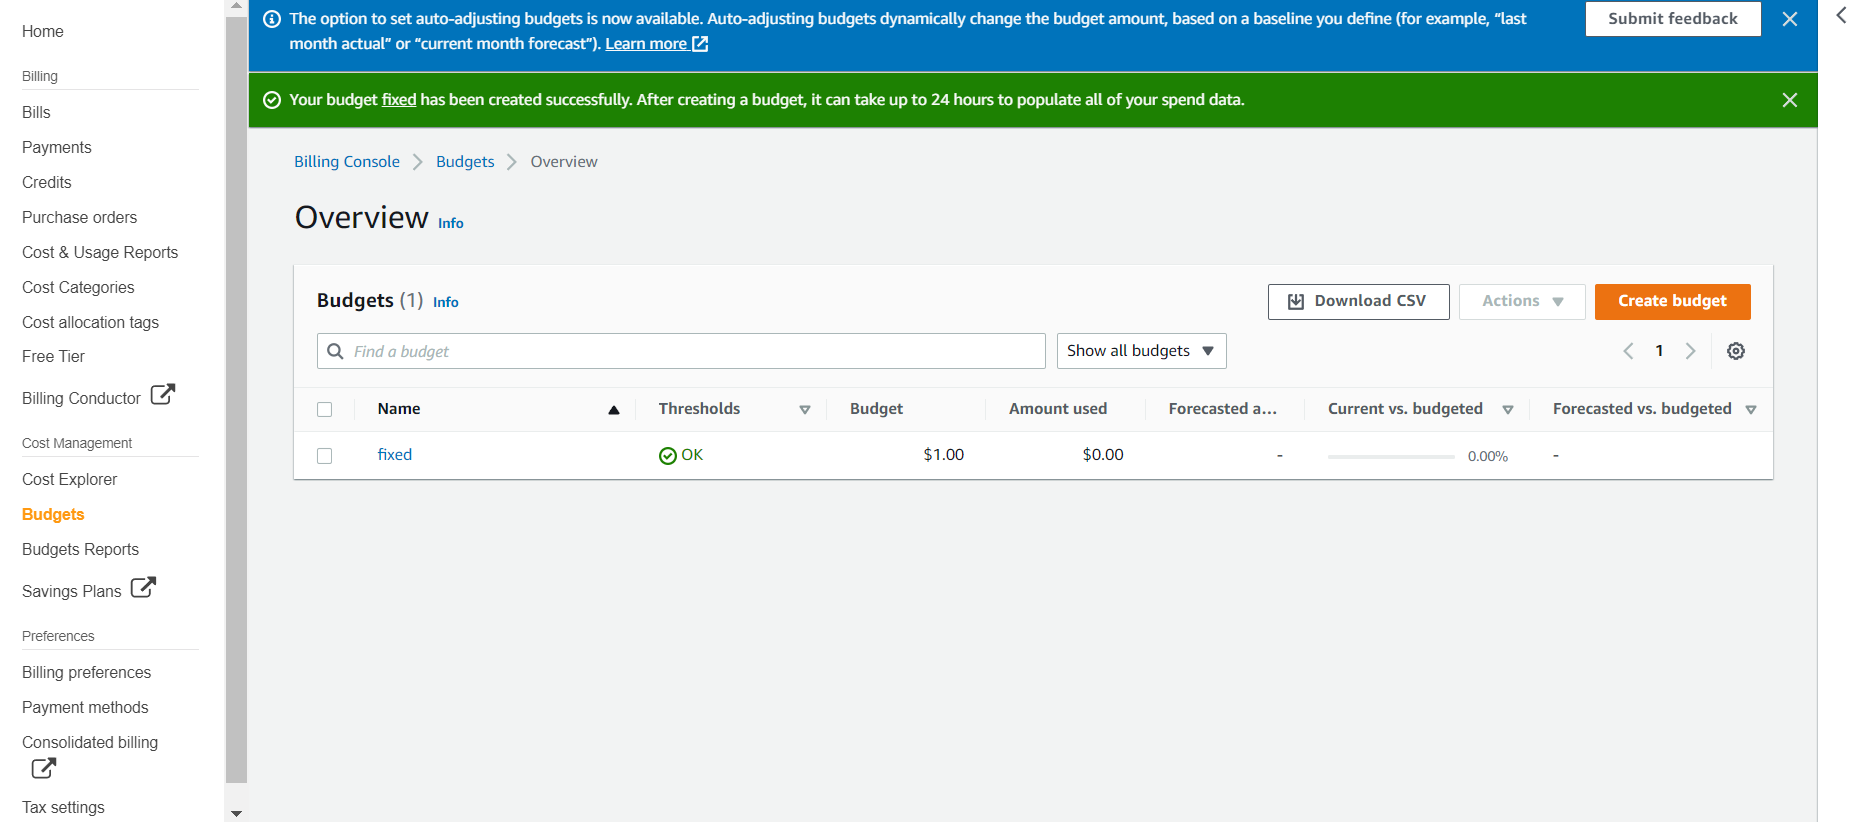 Home
Billing
Bills
Payments
Credits
Purchase orders
Cost & Usage Reports
Cost Categories
Cost allocation tags
Free Tier
Billing Conductor
Cost Management
Cost Explorer
Budgets
Budgets Reports
Savings Plans
Preferences
Billing preferences
Payment methods
Consolidated billing
Tax settings
The option to set auto-adjusting budgets is now available. Auto-adjusting budgets dynamically change the budget amount, based on a baseline you define (for example, “last
month actual” or “current month forecast”). Learn more
Submit feedback
Your budget fixed has been created successfully. After creating a budget, it can take up to 24 hours to populate all of your spend data.
Billing Console Budgets Overview
Overview Info
Budgets (1) Info
Download CSV Actions Create budget
Find a budget Show all budgets 1
Name Thresholds Budget Amount used Forecasted a... Current vs. budgeted Forecasted vs. budgeted
fixed OK $1.00 $0.00 - 0.00% -